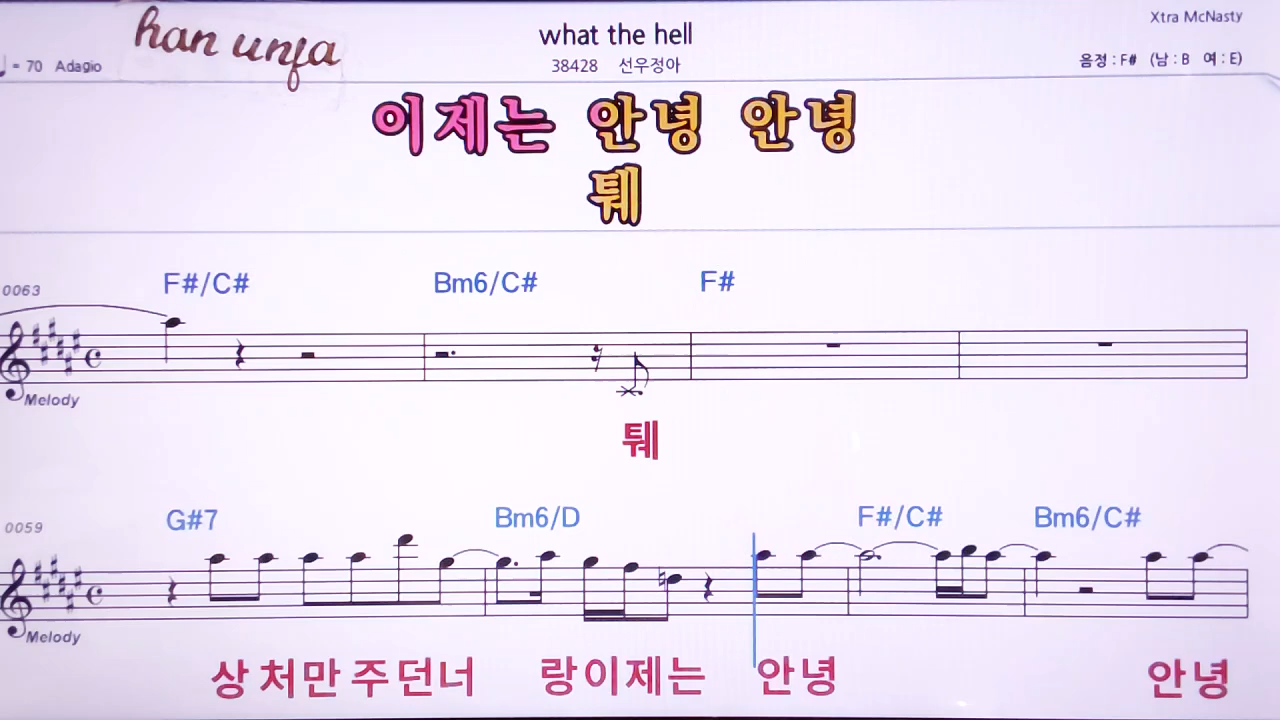 han unja
what the hell
Xtra McNasty
= 70 Adagio
38428 선우정아
음정 : F# (남 : B 여 : E)
이제는 안녕 안녕
퉤
0063
F#/C# Bm6/C# F#
Melody
퉤
0059
G#7 Bm6/D F#/C# Bm6/C#
Melody
상 처만 주던너 랑이제는 안녕 안녕